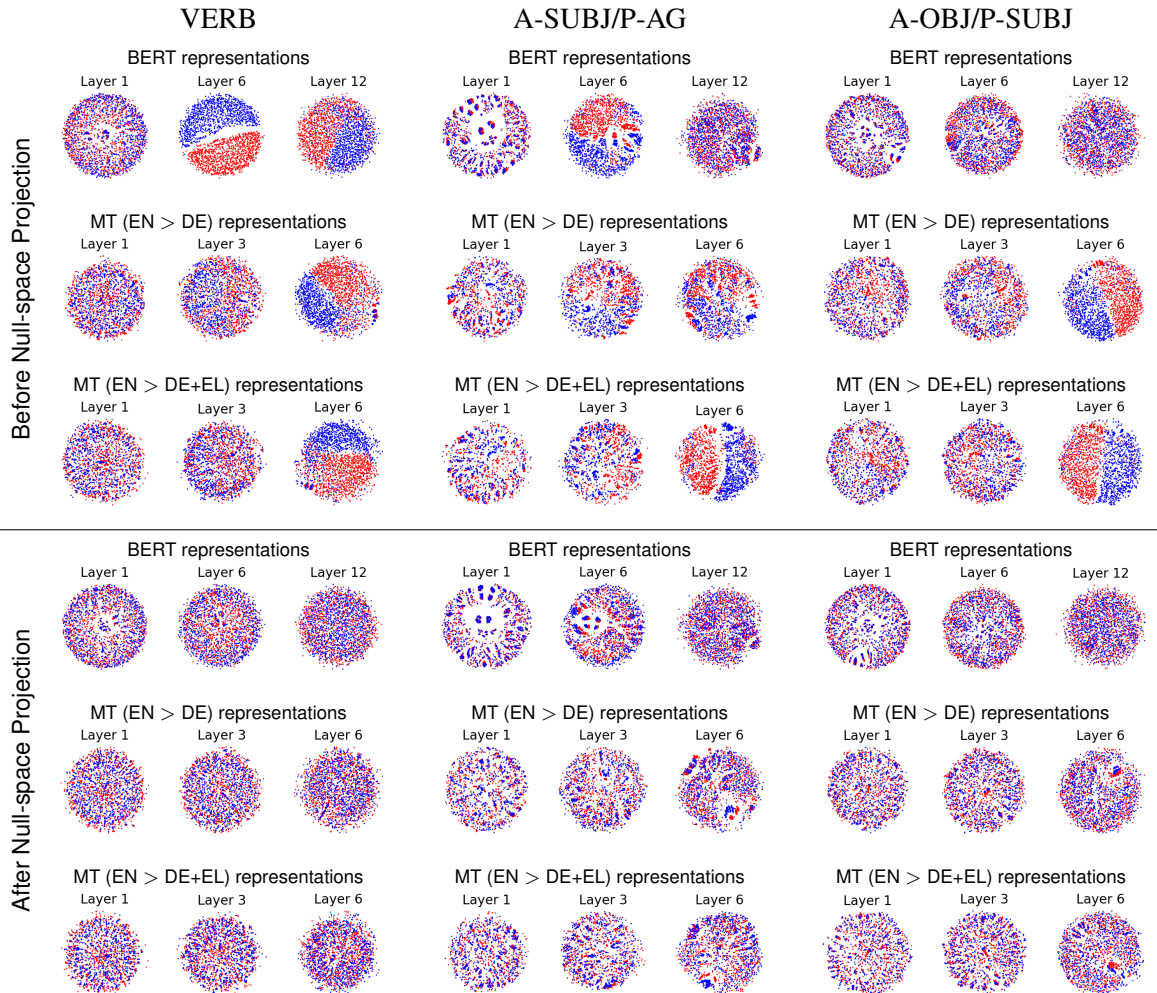 VERB A-SUBJ/P-AG A-OBJ/P-SUBJ
Before Null-space Projection
BERT representations BERT representations BERT representations
Layer 1 Layer 6 Layer 12 Layer 1 Layer 6 Layer 12 Layer 1 Layer 6 Layer 12
MT (EN > DE) representations MT (EN > DE) representations MT (EN > DE) representations
Layer 1 Layer 3 Layer 6 Layer 1 Layer 3 Layer 6 Layer 1 Layer 3 Layer 6
MT (EN > DE+EL) representations MT (EN > DE+EL) representations MT (EN > DE+EL) representations
Layer 1 Layer 3 Layer 6 Layer 1 Layer 3 Layer 6 Layer 1 Layer 3 Layer 6
After Null-space Projection
BERT representations BERT representations BERT representations
Layer 1 Layer 6 Layer 12 Layer 1 Layer 6 Layer 12 Layer 1 Layer 6 Layer 12
MT (EN > DE) representations MT (EN > DE) representations MT (EN > DE) representations
Layer 1 Layer 3 Layer 6 Layer 1 Layer 3 Layer 6 Layer 1 Layer 3 Layer 6
MT (EN > DE+EL) representations MT (EN > DE+EL) representations MT (EN > DE+EL) representations
Layer 1 Layer 3 Layer 6 Layer 1 Layer 3 Layer 6 Layer 1 Layer 3 Layer 6